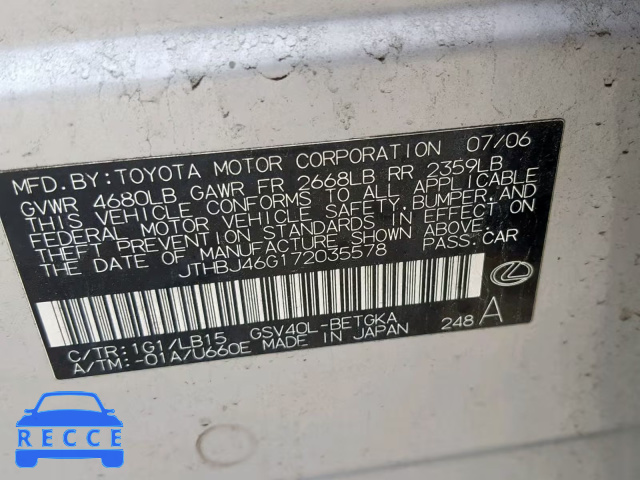 MFD.BY:TOYOTA MOTOR CORPORATION 07/06
GVWR 4680LB GAWR FR 2668LB RR 2359LB
THIS VEHICLE CONFORMS TO ALL APPLICABLE
FEDERAL MOTOR VEHICLE SAFETY,BUMPER,AND
THEFT PREVENTION STANDARDS IN EFFECT ON
THE DATE OF MANUFACTURE SHOWN ABOVE.
JTHBJ46G172035578 PASS.CAR
C/TR:1G1/LB15 GSV40L-BETGKA
A/TM:-01A/U660E MADE IN JAPAN 248 A
RECCE